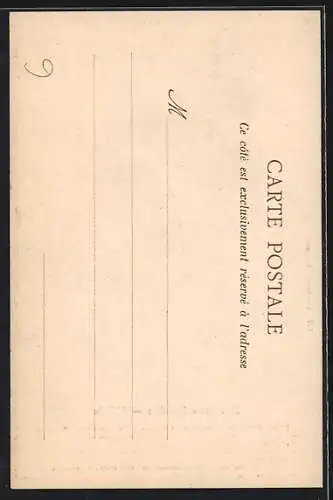 CARTE POSTALE
Ce côté est exclusivement réservé à l'adresse
M
9